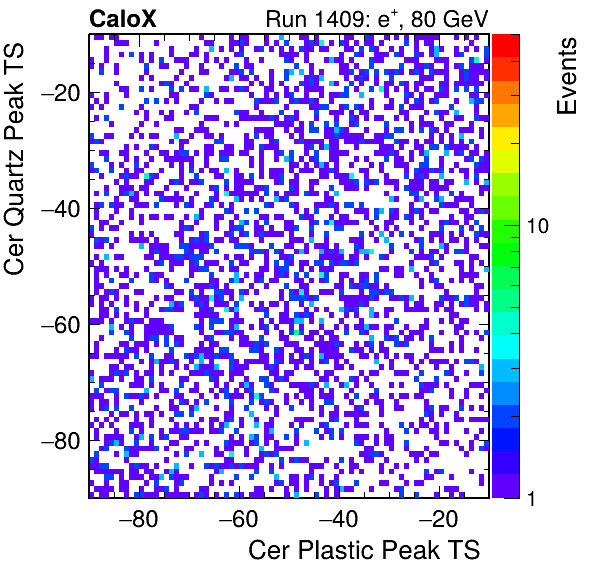 CaloX
Run 1409: e+, 80 GeV
Events
Cer Quartz Peak TS
−20
−40
−60
−80
10
1
−80 −60 −40 −20
Cer Plastic Peak TS